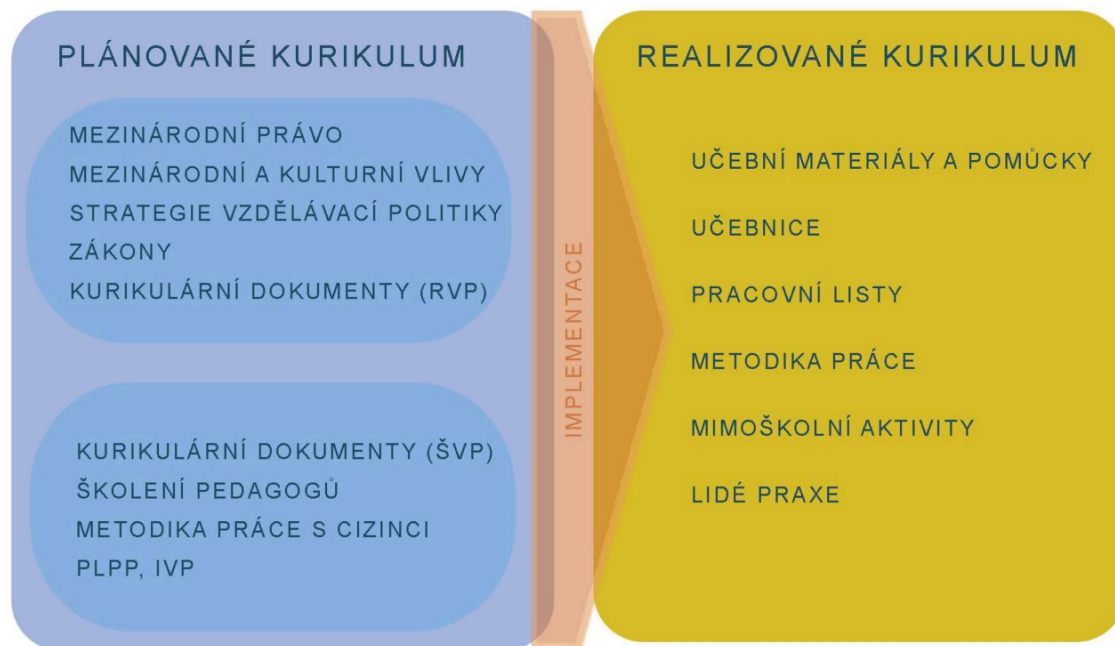 PLÁNOVANÉ KURIKULUM
MEZINÁRODNÍ PRÁVO
MEZINÁRODNÍ A KULTURNÍ VLIVY
STRATEGIE VZDĚLÁVACÍ POLITIKY
ZÁKONY
KURIKULÁRNÍ DOKUMENTY (RVP)
KURIKULÁRNÍ DOKUMENTY (ŠVP)
ŠKOLENÍ PEDAGOGŮ
METODIKA PRÁCE S CIZINCI
PLPP, IVP
IMPLEMENTACE
REALIZOVANÉ KURIKULUM
UČEBNÍ MATERIÁLY A POMŮCKY
UČEBNICE
PRACOVNÍ LISTY
METODIKA PRÁCE
MIMOŠKOLNÍ AKTIVITY
LIDÉ PRAXE